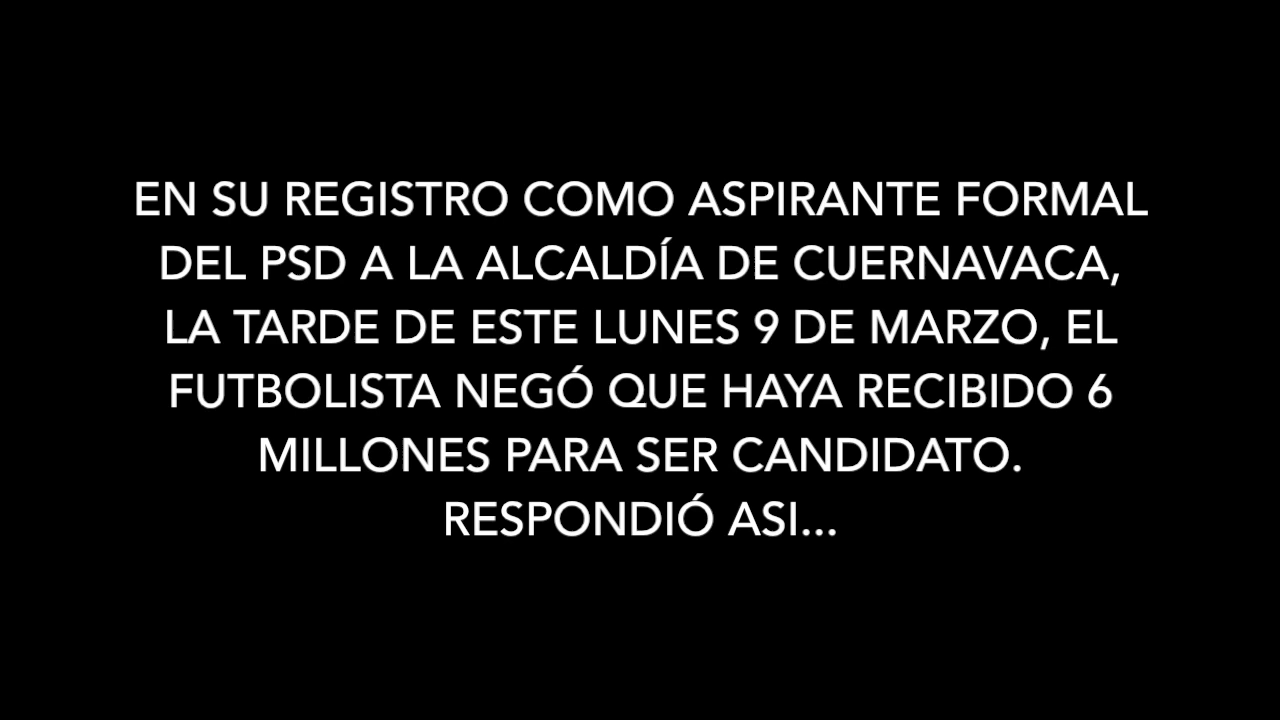 EN SU REGISTRO COMO ASPIRANTE FORMAL
DEL PSD A LA ALCALDÍA DE CUERNAVACA,
LA TARDE DE ESTE LUNES 9 DE MARZO, EL
FUTBOLISTA NEGÓ QUE HAYA RECIBIDO 6
MILLONES PARA SER CANDIDATO.
RESPONDIÓ ASI...